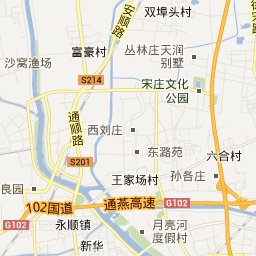 双埠头村
安顺路
富豪村
丛林庄天润
别墅
沙窝渔场
S214
宋庄文化
公园
通顺路
西刘庄
东潞苑
六合村
S201
王家场村
孙各庄
良园
102国道
通燕高速
G102
G102
永顺镇
月亮河
度假村
新华